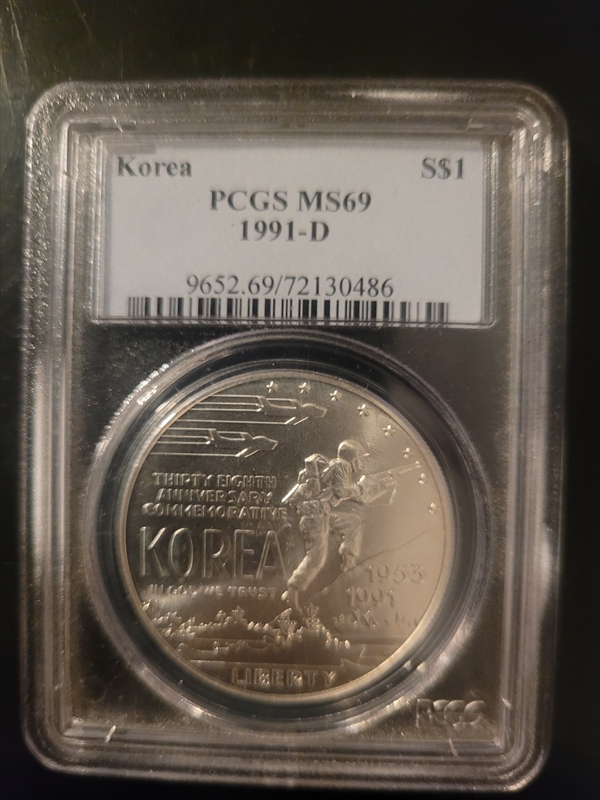 Korea S$1
PCGS MS69
1991-D
9652.69/72130486
THIRTY EIGHTH
ANNIVERSARY
COMMEMORATIVE
KOREA
IN GOD WE TRUST
1953
1991
LIBERTY
PCGS